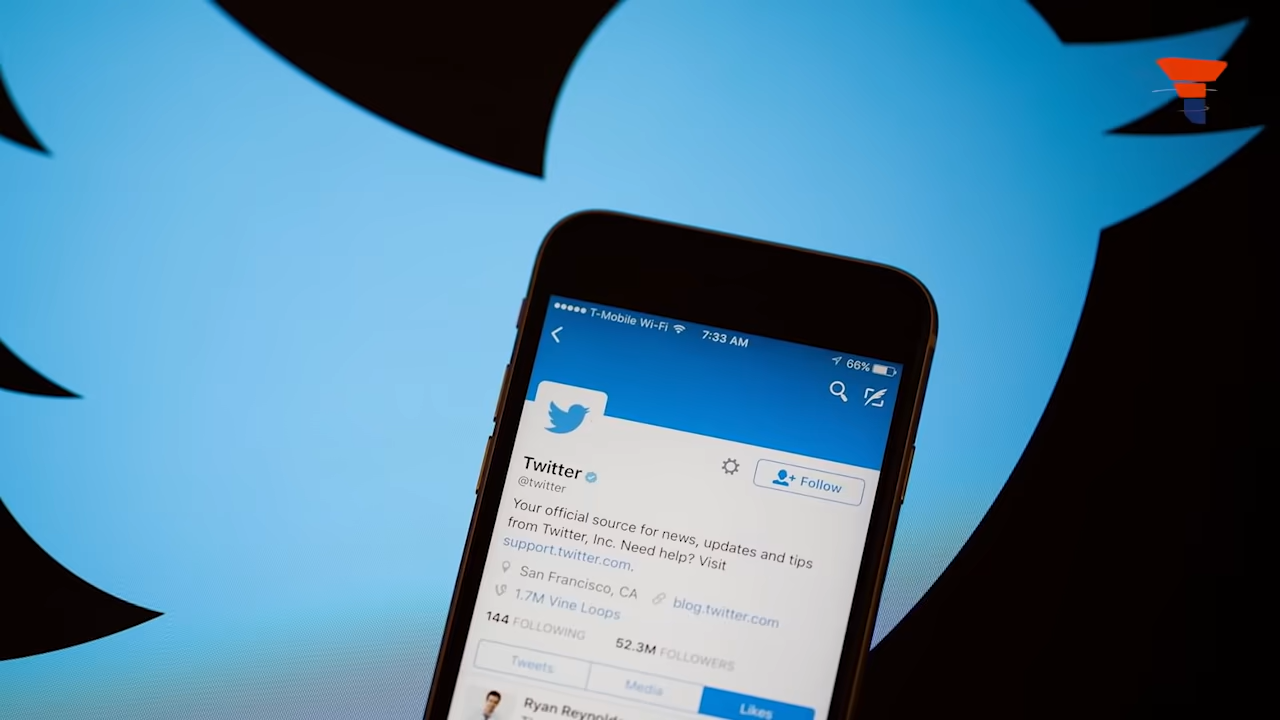 T-Mobile Wi-Fi 7:33 AM 66%
Twitter
Follow
@twitter
Your official source for news, updates and tips
from Twitter, Inc. Need help? Visit
support.twitter.com.
San Francisco, CA blog.twitter.com
1.7M Vine Loops
144 FOLLOWING 52.3M FOLLOWERS
Tweets Media Likes
Ryan Reynolds